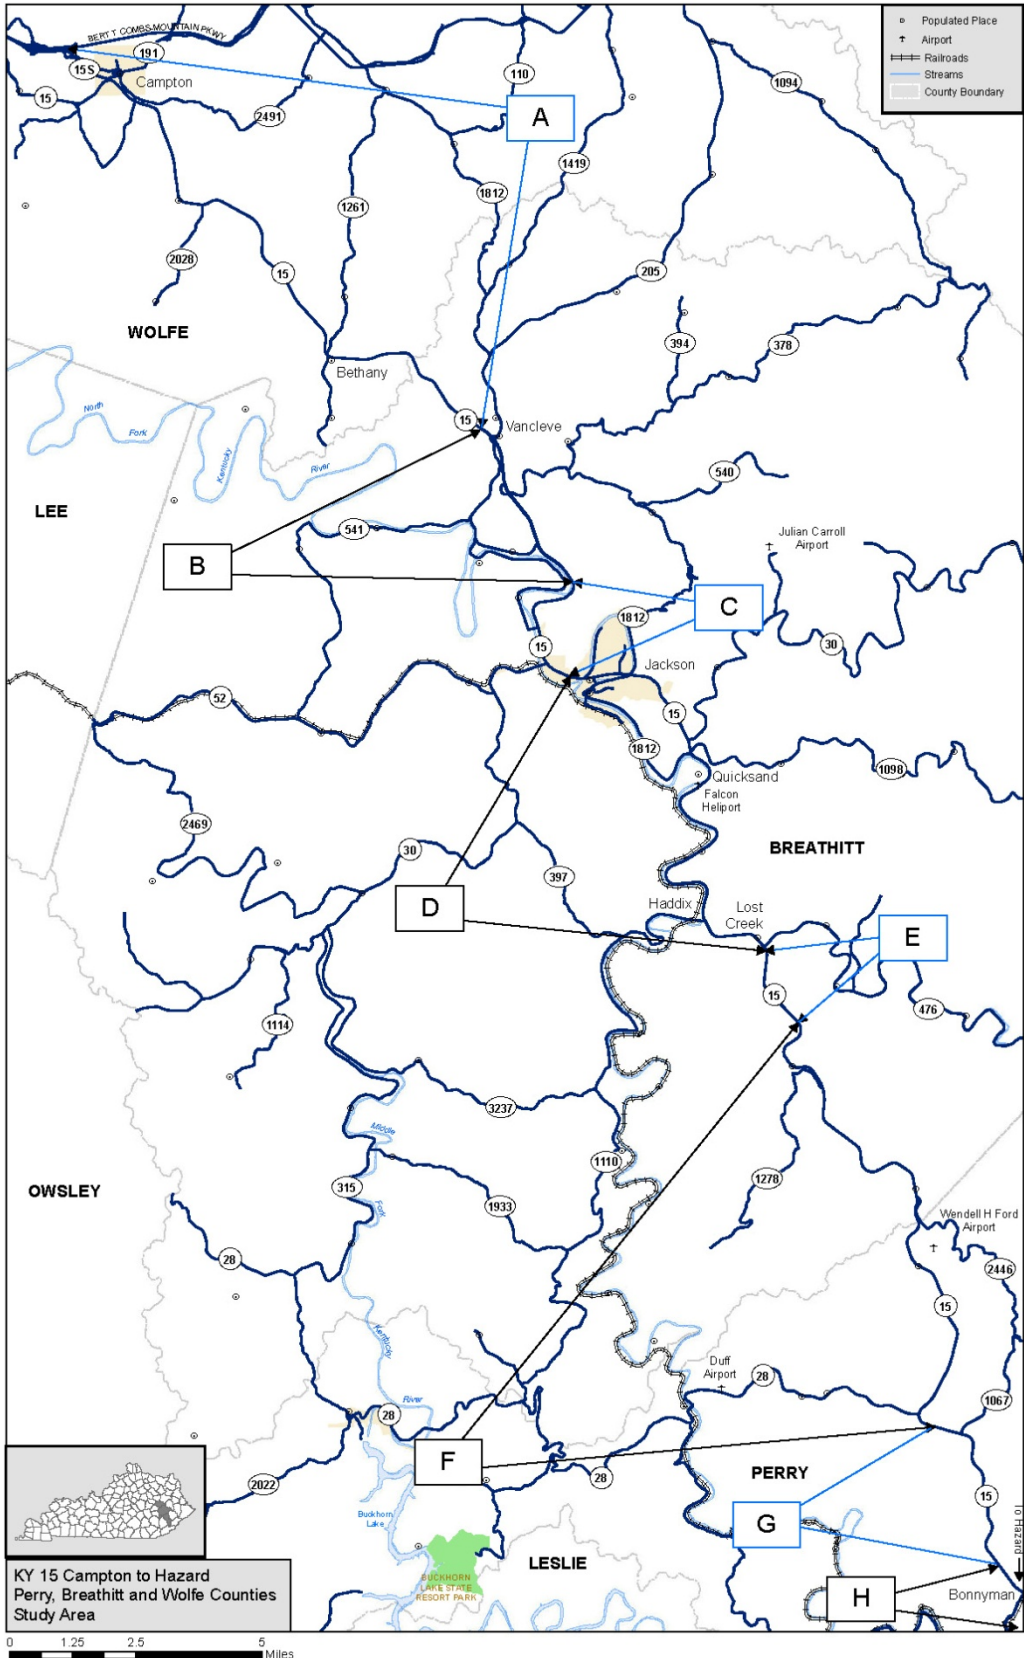 BERT T COMBS-MOUNTAIN PKWY
191
15S
Campton
15
2491
110
A
1419
1812
1261
1094
Populated Place
Airport
Railroads
Streams
County Boundary
2028
15
205
WOLFE
394
378
Bethany
North
Fork
Kentucky
River
15
Vancleve
LEE
540
541
Julian Carroll
Airport
B
C
1812
30
15
Jackson
52
15
1812
1098
Quicksand
Falcon
Heliport
2469
BREATHITT
30
397
D
Haddix
Lost
Creek
E
15
476
1114
3237
Middle
1110
1278
OWSLEY
315
Fork
1933
Wendell H Ford
Airport
28
2446
15
Kentucky
Duff
Airport
28
River
28
1067
F
28
PERRY
2022
15
Buckhorn
Lake
G
To Hazard
BUCKHORN
LAKE STATE
RESORT PARK
LESLIE
H
Bonnyman
KY 15 Campton to Hazard
Perry, Breathitt and Wolfe Counties
Study Area
0 1.25 2.5 5
Miles